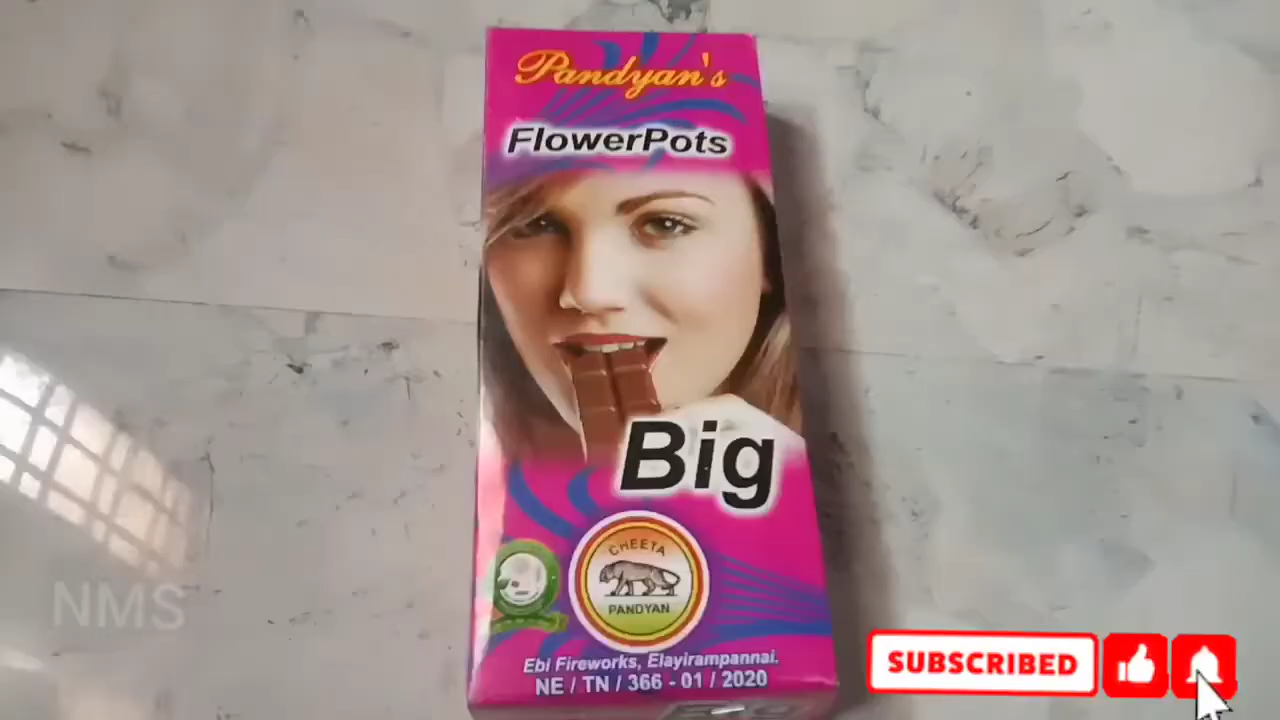 Pandyan's
FlowerPots
Big
CHEETA
PANDYAN
Ebi Fireworks, Elayirampannai.
NE / TN / 366 - 01 / 2020
NMS
SUBSCRIBED